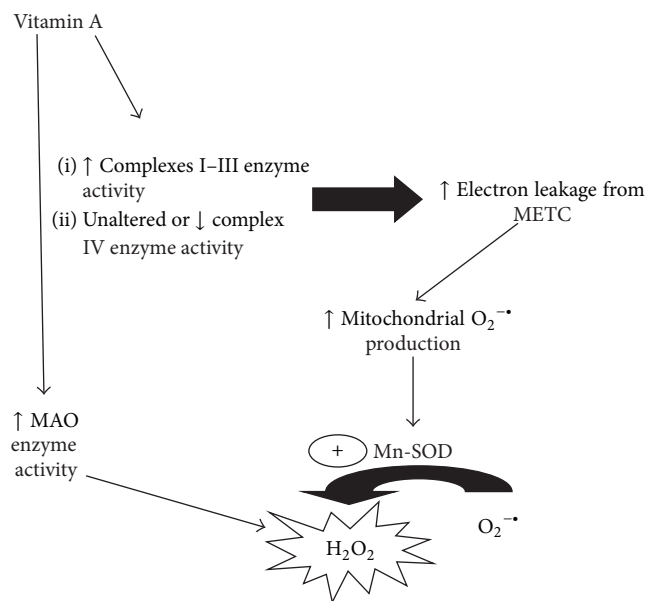 Vitamin A
(i) ↑ Complexes I–III enzyme
activity
(ii) Unaltered or ↓ complex
IV enzyme activity
↑ Electron leakage from
METC
↑ Mitochondrial O₂⁻•
production
↑ MAO
enzyme
activity
+ Mn-SOD
O₂⁻•
H₂O₂